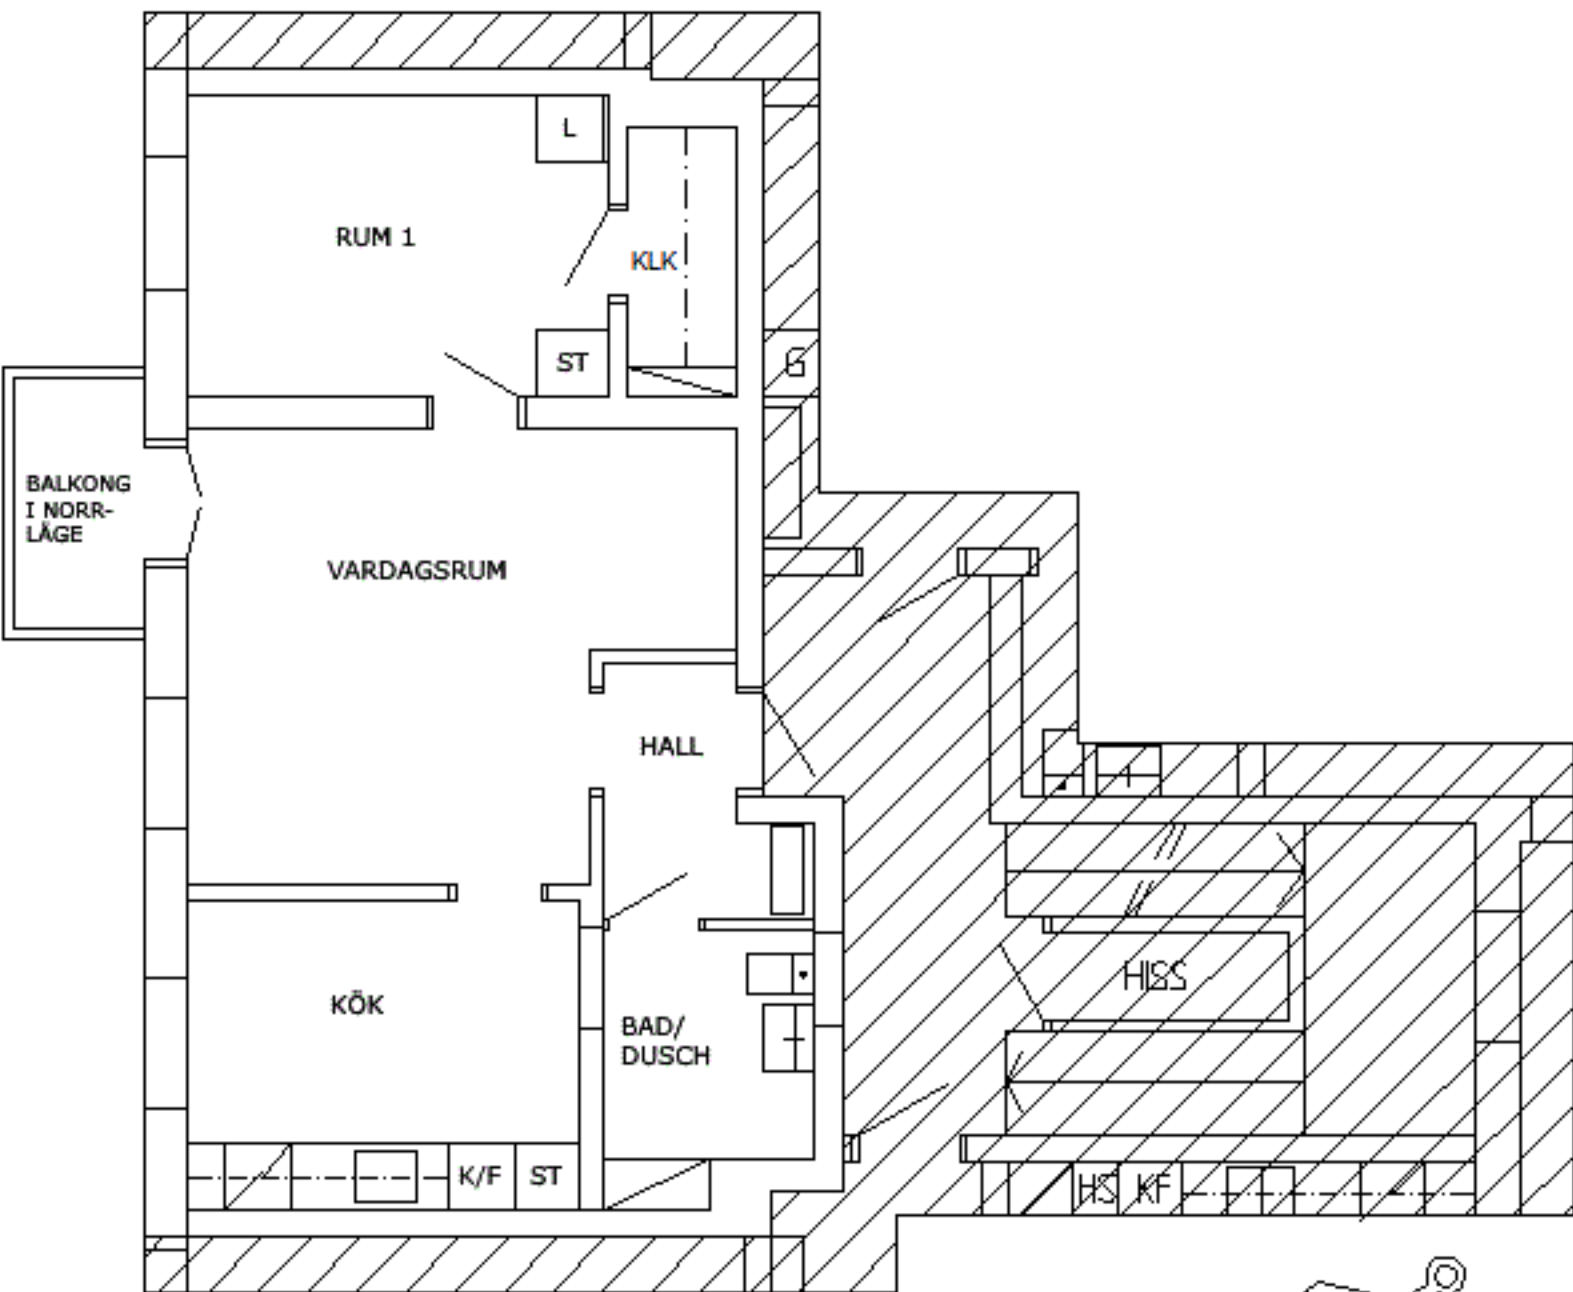 L
RUM 1
KLK
ST
G
BALKONG
I NORR-
LÄGE
VARDAGSRUM
HALL
KÖK
BAD/
DUSCH
HISS
K/F
ST
HS
KF